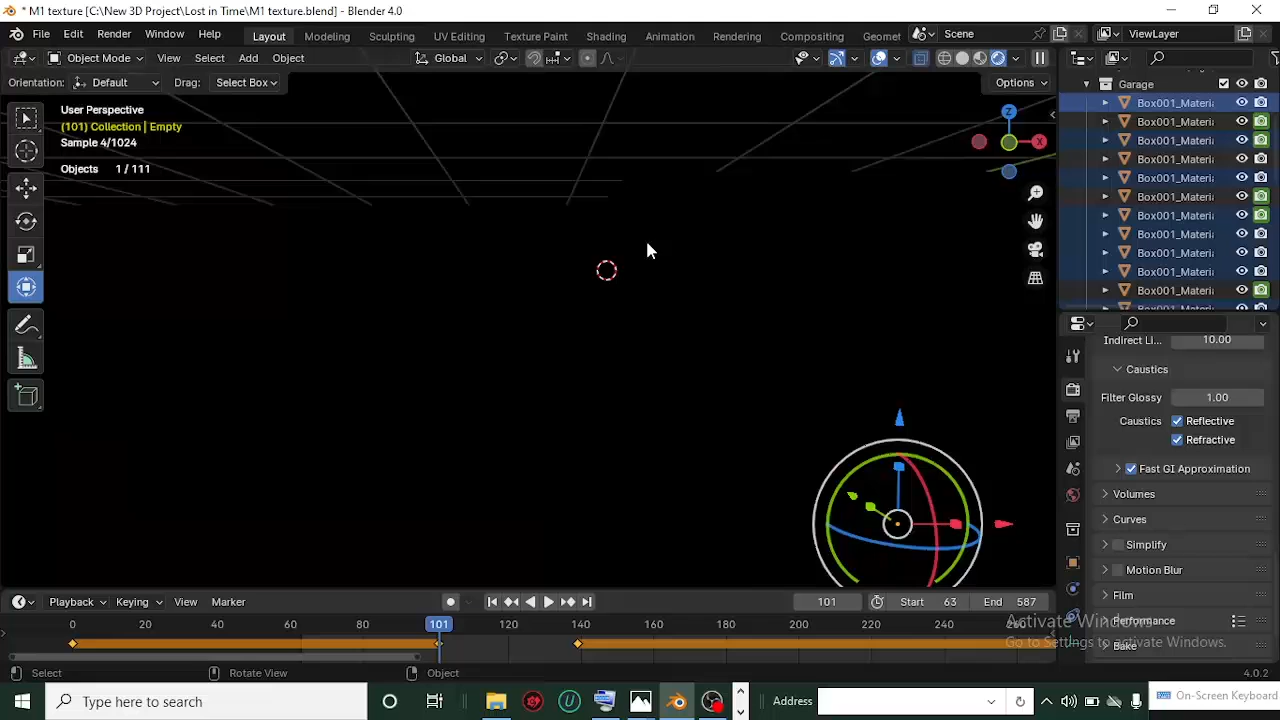 * M1 texture [C:\New 3D Project\Lost in Time\M1 texture.blend] - Blender 4.0
File Edit Render Window Help Layout Modeling Sculpting UV Editing Texture Paint Shading Animation Rendering Compositing Geomet Scene ViewLayer
Object Mode View Select Add Object Global
Orientation: Default Drag: Select Box Options
User Perspective
(101) Collection | Empty
Sample 4/1024
Objects 1 / 111
Z
X
Garage
Box001_Materi
Box001_Materi
Box001_Materi
Box001_Materi
Box001_Materi
Box001_Materi
Box001_Materi
Box001_Materi
Box001_Materi
Box001_Materi
Box001_Materi
Indirect Li... 10.00
Caustics
Filter Glossy 1.00
Caustics Reflective
Refractive
Fast GI Approximation
Volumes
Curves
Simplify
Motion Blur
Film
Performance
Bake
Playback Keying View Marker 101 Start 63 End 587
0 20 40 60 80 101 120 140 160 180 200 220 240 260
Activate Windows
Go to Settings to activate Windows.
Select Rotate View Object 4.0.2
Type here to search Address On-Screen Keyboard